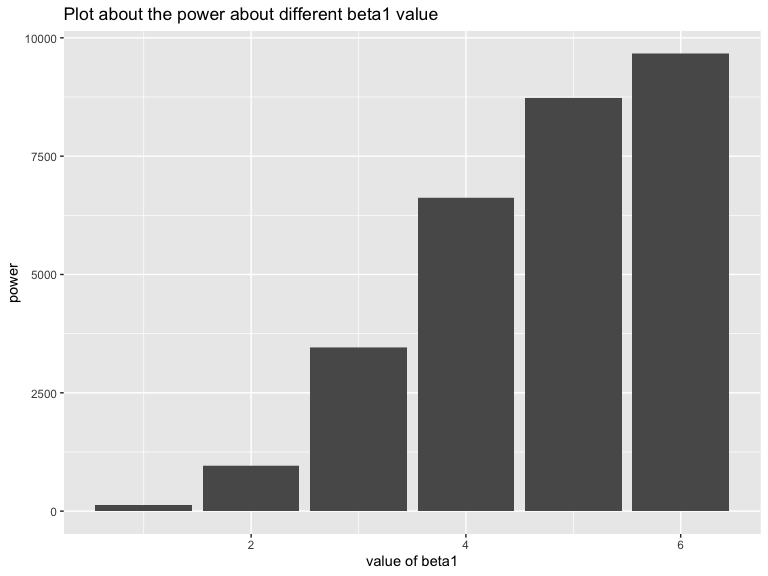 Plot about the power about different beta1 value
10000
7500
5000
2500
0
power
2 4 6
value of beta1